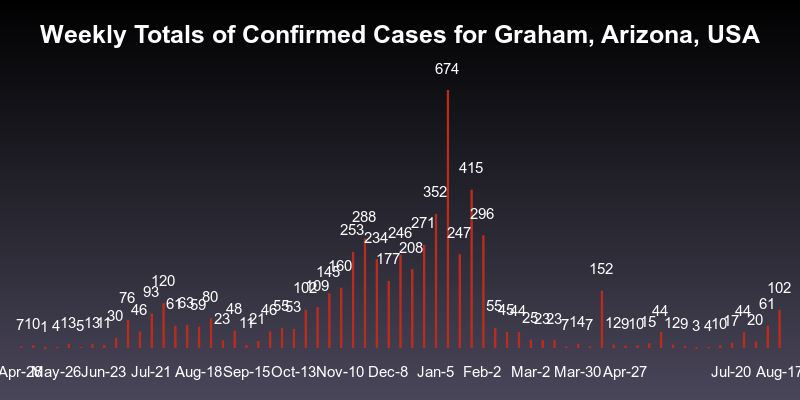 Weekly Totals of Confirmed Cases for Graham, Arizona, USA
674
415
352
288 296
253 271
234 246 247
177 208
160
145 152
120
102 109 102
93
76 80
61 63 59 61
46 48 46 55 53 55 45 44 44 44
30 23 21 25 23 23
7 10 1 4 13 5 13 11 11 7 14 7 12 9 10 15 12 9 3 4 10 17 20
Apr-28 May-26 Jun-23 Jul-21 Aug-18 Sep-15 Oct-13 Nov-10 Dec-8 Jan-5 Feb-2 Mar-2 Mar-30 Apr-27 Jul-20 Aug-17